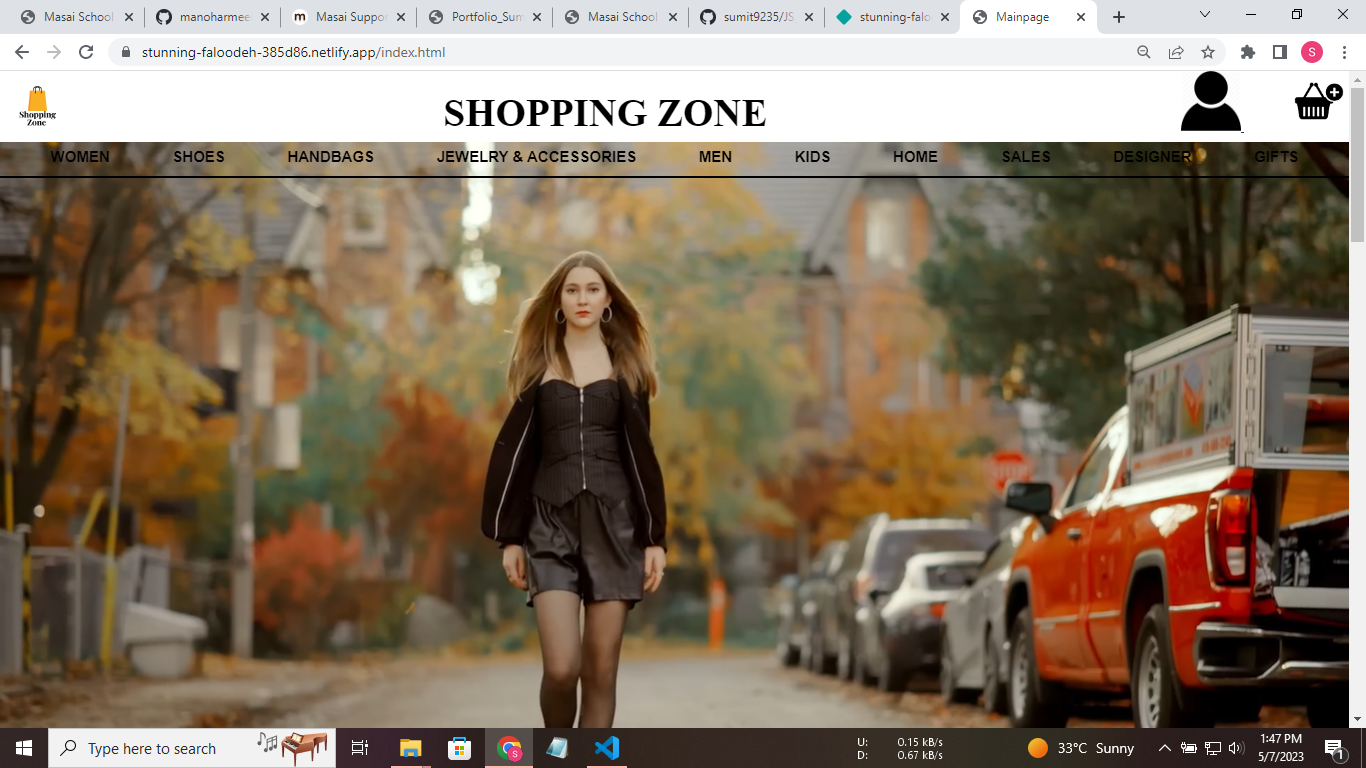 Masai School
manoharmee
Masai Suppor
Portfolio_Sum
Masai School
sumit9235/JS
stunning-falo
Mainpage
stunning-faloodeh-385d86.netlify.app/index.html
S
Shopping
Zone
SHOPPING ZONE
WOMEN SHOES HANDBAGS JEWELRY & ACCESSORIES MEN KIDS HOME SALES DESIGNER GIFTS
Type here to search
S
U: 0.15 kB/s
D: 0.67 kB/s
33°C Sunny
1:47 PM
5/7/2023
1